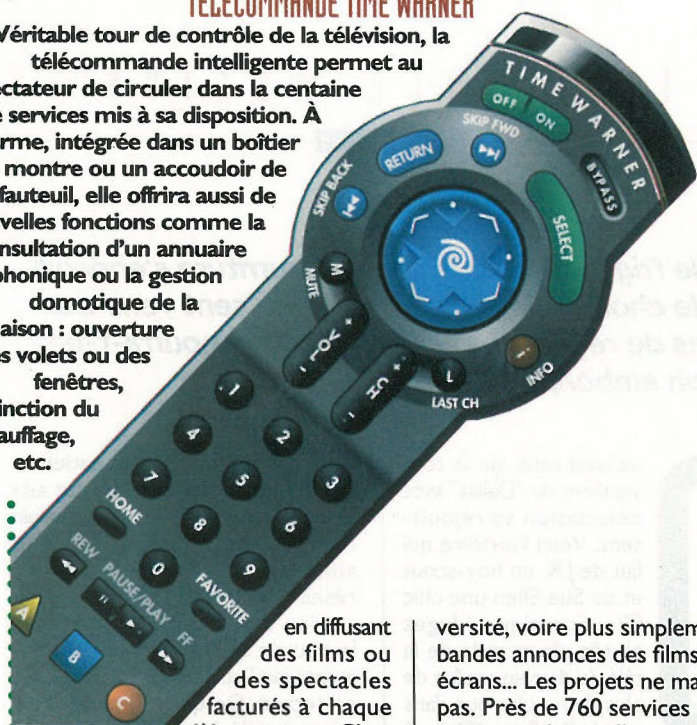 TÉLÉCOMMANDE TIME WARNER
Véritable tour de contrôle de la télévision, la
télécommande intelligente permet au
ectateur de circuler dans la centaine
services mis à sa disposition. À
rme, intégrée dans un boîtier
montre ou un accoudoir de
fauteuil, elle offrira aussi de
velles fonctions comme la
nsultation d'un annuaire
phonique ou la gestion
domotique de la
aison : ouverture
es volets ou des
fenêtres,
inction du
auffage,
etc.
TIME WARNER
OFF ON
BYPASS
SKIP FWD
RETURN
SKIP BACK
SELECT
M
MUTE
+ VOL -
+ CH -
L
LAST CH
i
INFO
1
2
3
4
5
6
7
8
9
0
HOME
FAVORITE
REW
PAUSE/PLAY
FF
A
B
C
en diffusant
des films ou
des spectacles
facturés à chaque
versité, voire plus simplem
bandes annonces des films
écrans... Les projets ne ma
pas. Près de 760 services